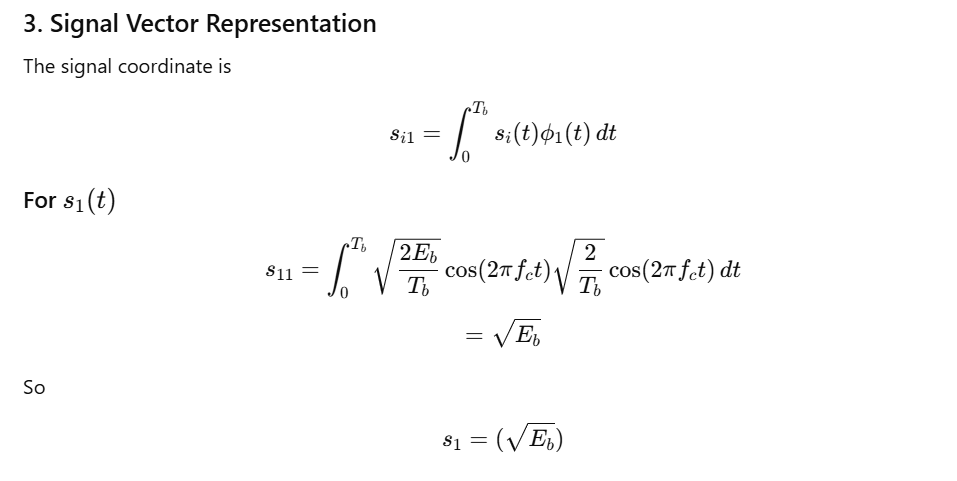 3. Signal Vector Representation
The signal coordinate is
$s_{i1} = \int_0^{T_b} s_i(t)\phi_1(t)\,dt$
For $s_1(t)$
$s_{11} = \int_0^{T_b} \sqrt{\frac{2E_b}{T_b}} \cos(2\pi f_c t) \sqrt{\frac{2}{T_b}} \cos(2\pi f_c t)\,dt$
$= \sqrt{E_b}$
So
$s_1 = (\sqrt{E_b})$